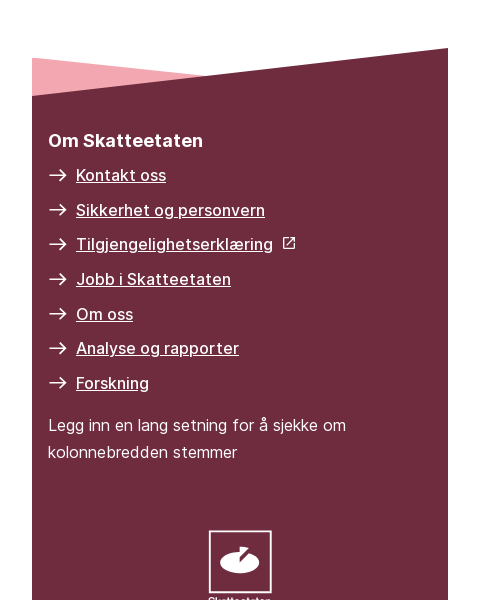 Om Skatteetaten
Kontakt oss
Sikkerhet og personvern
Tilgjengelighetserklæring
Jobb i Skatteetaten
Om oss
Analyse og rapporter
Forskning
Legg inn en lang setning for å sjekke om
kolonnebredden stemmer